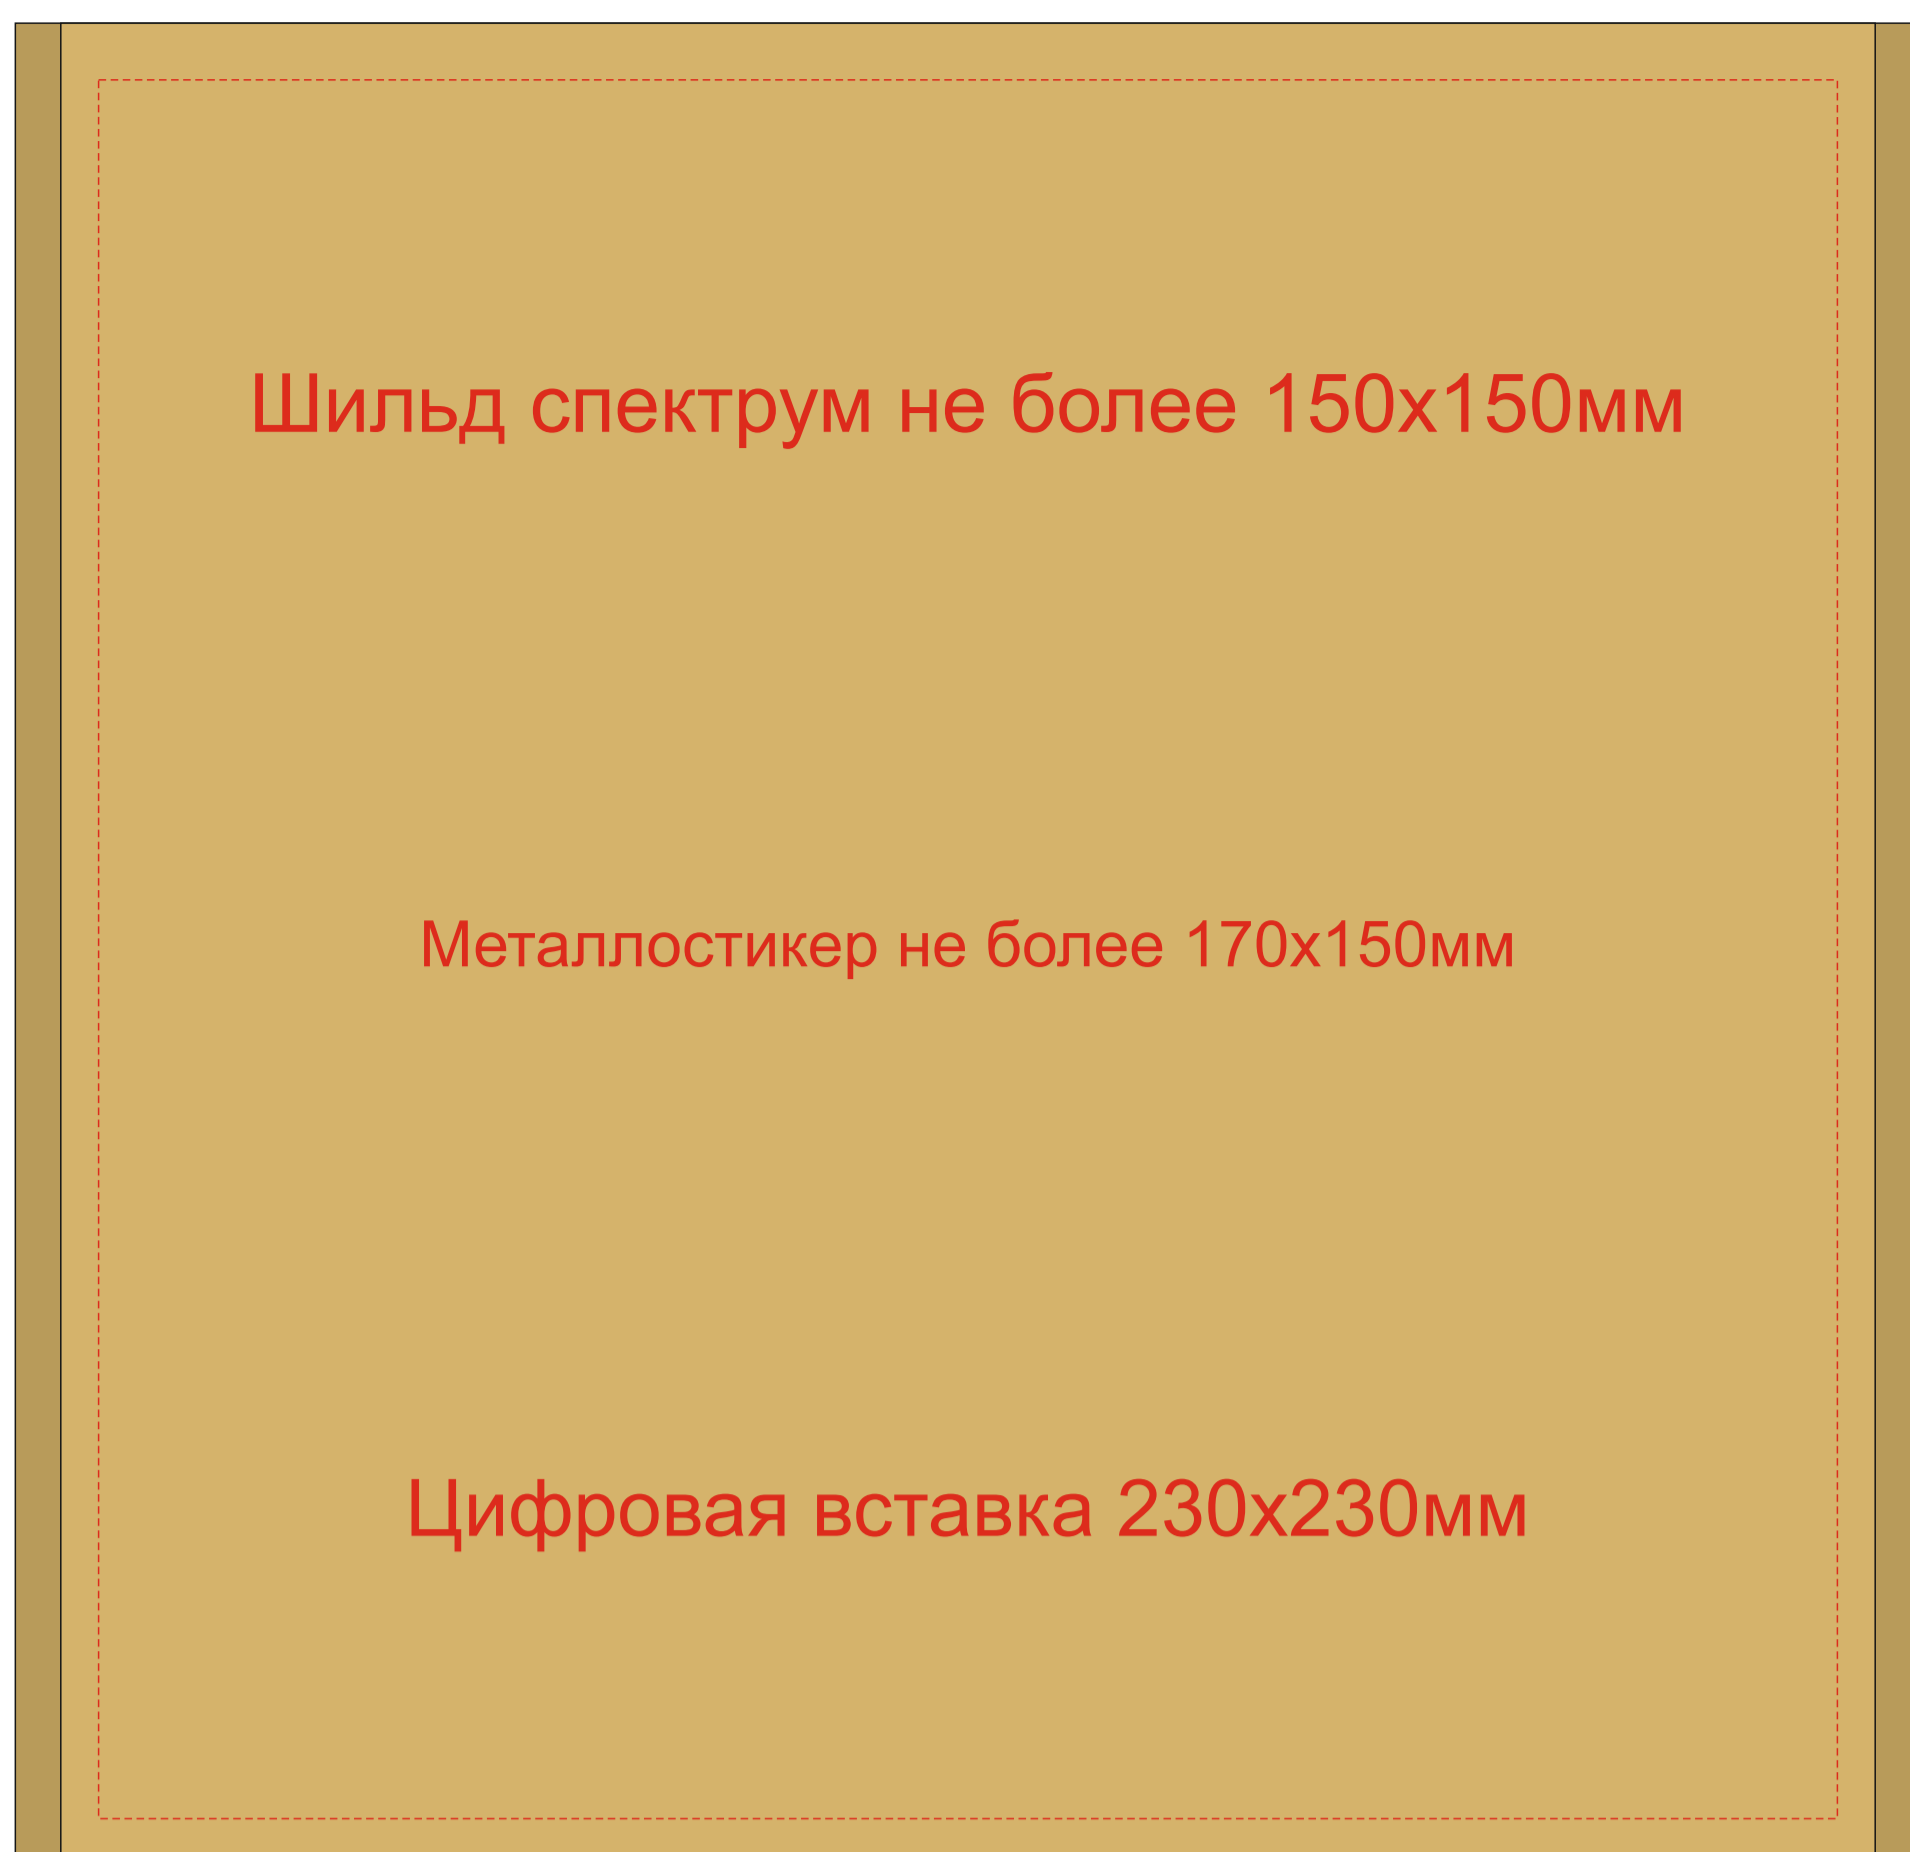 Шильд спектрум не более 150х150мм
Металлостикер не более 170х150мм
Цифровая вставка 230х230мм